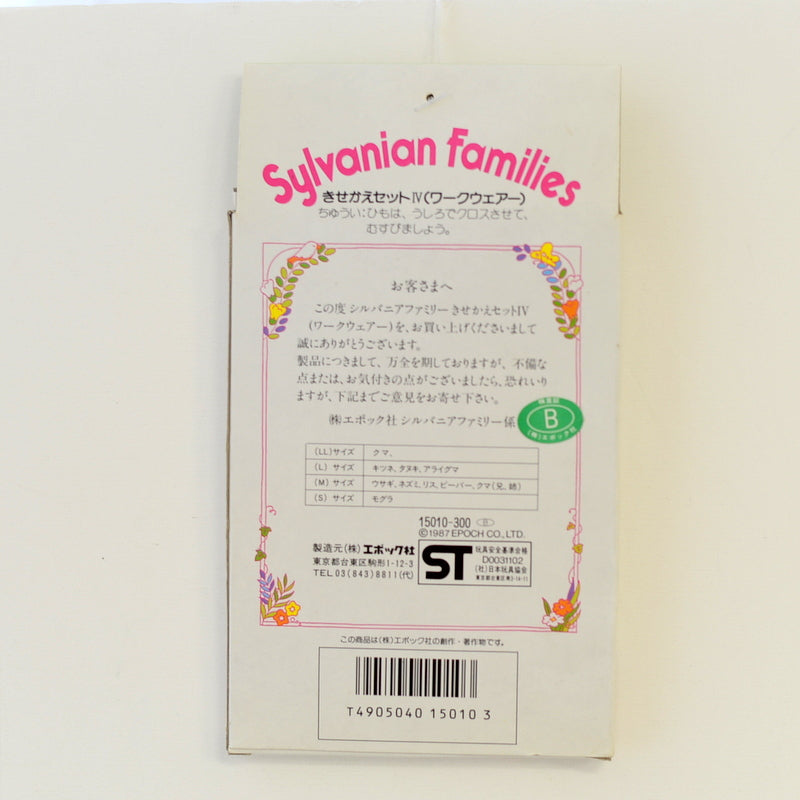 Sylvanian Families
きせかえセットⅣ(ワークウェアー)
ちゅうい:ひもは、うしろでクロスさせて、
むすびましょう。
お客さまへ
この度 シルバニアファミリー きせかえセットⅣ
(ワークウェアー)を、お買い上げくださいまして
誠にありがとうございます。
製品につきまして、万全を期しておりますが、不備な
点または、お気付きの点がございましたら、恐れいり
ますが、下記までご意見をお寄せ下さい。
(株)エポック社 シルバニアファミリー係
検査証
B
(株)エポック社
(LL)サイズ クマ、
(L)サイズ キツネ、タヌキ、アライグマ
(M)サイズ ウサギ、ネズミ、リス、ビーバー、クマ(兄、姉)
(S)サイズ モグラ
15010-300 B
©1987 EPOCH CO., LTD.
製造元(株)エポック社
東京都台東区駒形1-12-3
TEL 03(843)8811(代)
ST
玩具安全基準合格
D0031102
(社)日本玩具協会
この商品は(株)エポック社の創作・著作物です。
T4905040 15010 3